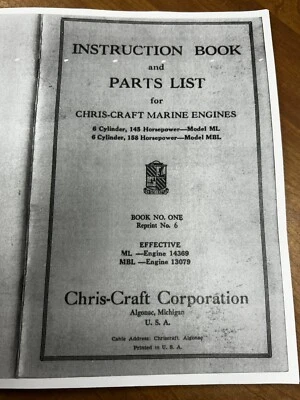 INSTRUCTION BOOK
and
PARTS LIST
for
CHRIS-CRAFT MARINE ENGINES
6 Cylinder, 145 Horsepower—Model ML
6 Cylinder, 158 Horsepower—Model MBL
BOOK NO. ONE
Reprint No. 6
EFFECTIVE
ML —Engine 14369
MBL —Engine 13079
Chris-Craft Corporation
Algonac, Michigan
U. S. A.
Cable Address: Chriscraft, Algonac
Printed in U. S. A.